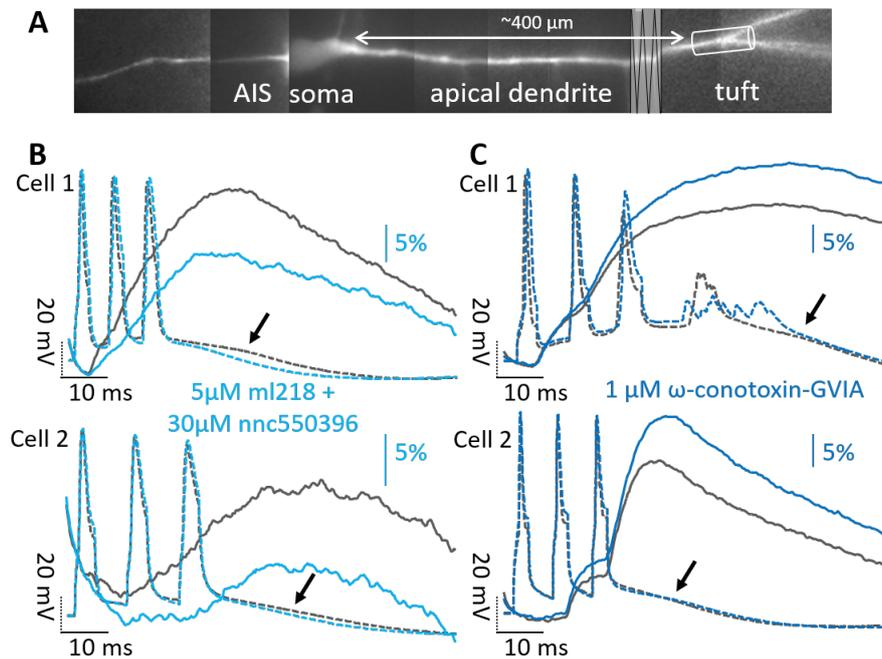 A
~400 µm
AIS soma apical dendrite tuft
B
Cell 1
5%
20 mV
10 ms
5µM ml218 +
30µM nnc550396
Cell 2
5%
20 mV
10 ms
C
Cell 1
5%
20 mV
10 ms
1 µM ω-conotoxin-GVIA
Cell 2
5%
20 mV
10 ms